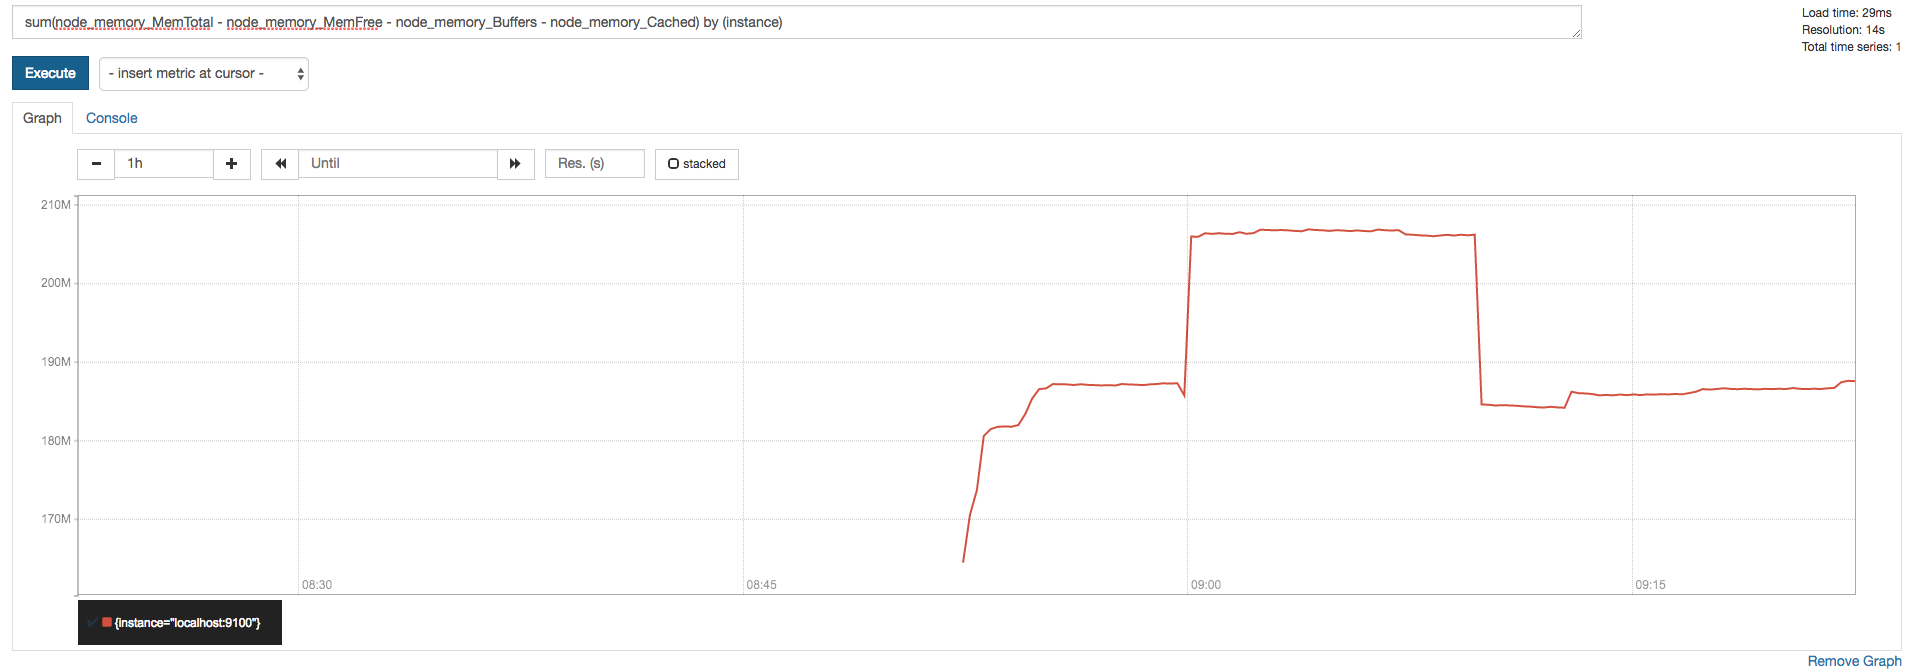 sum(node_memory_MemTotal - node_memory_MemFree - node_memory_Buffers - node_memory_Cached) by (instance)
Load time: 29ms
Resolution: 14s
Total time series: 1
Execute
- insert metric at cursor -
Graph Console
1h Until Res. (s) stacked
210M
200M
190M
180M
170M
08:30 08:45 09:00 09:15
{instance="localhost:9100"}
Remove Graph